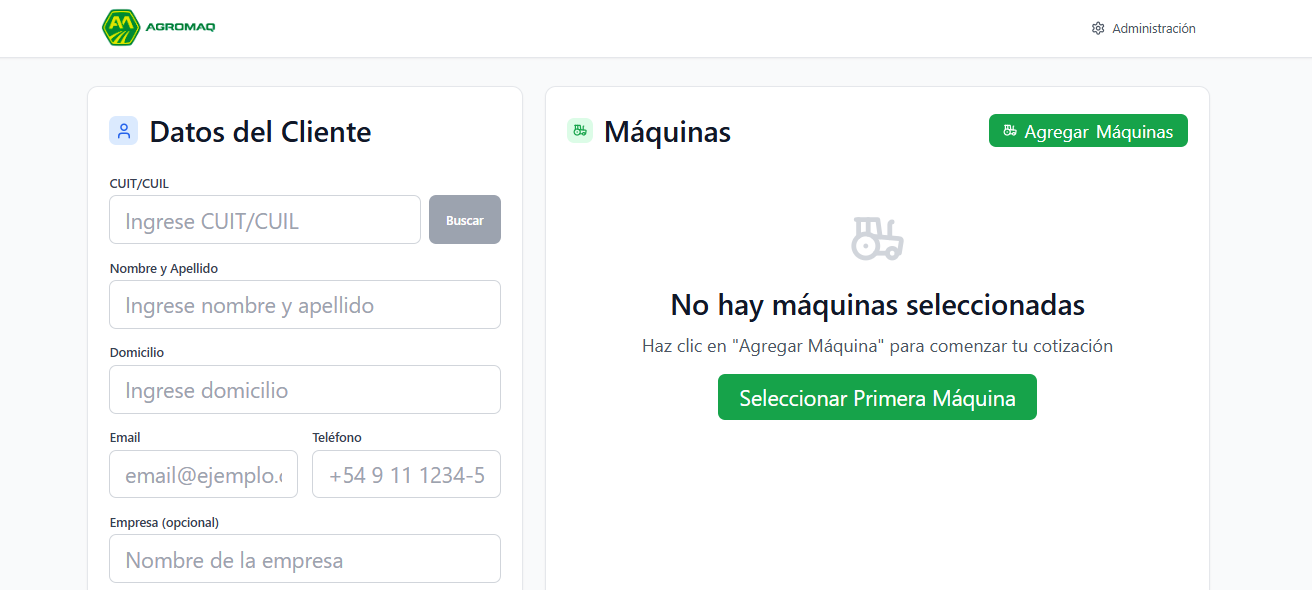 AGROMAQ
Administración
Datos del Cliente
CUIT/CUIL
Ingrese CUIT/CUIL
Buscar
Nombre y Apellido
Ingrese nombre y apellido
Domicilio
Ingrese domicilio
Email
Teléfono
email@ejemplo.c
+54 9 11 1234-5
Empresa (opcional)
Nombre de la empresa
Máquinas
Agregar Máquinas
No hay máquinas seleccionadas
Haz clic en "Agregar Máquina" para comenzar tu cotización
Seleccionar Primera Máquina